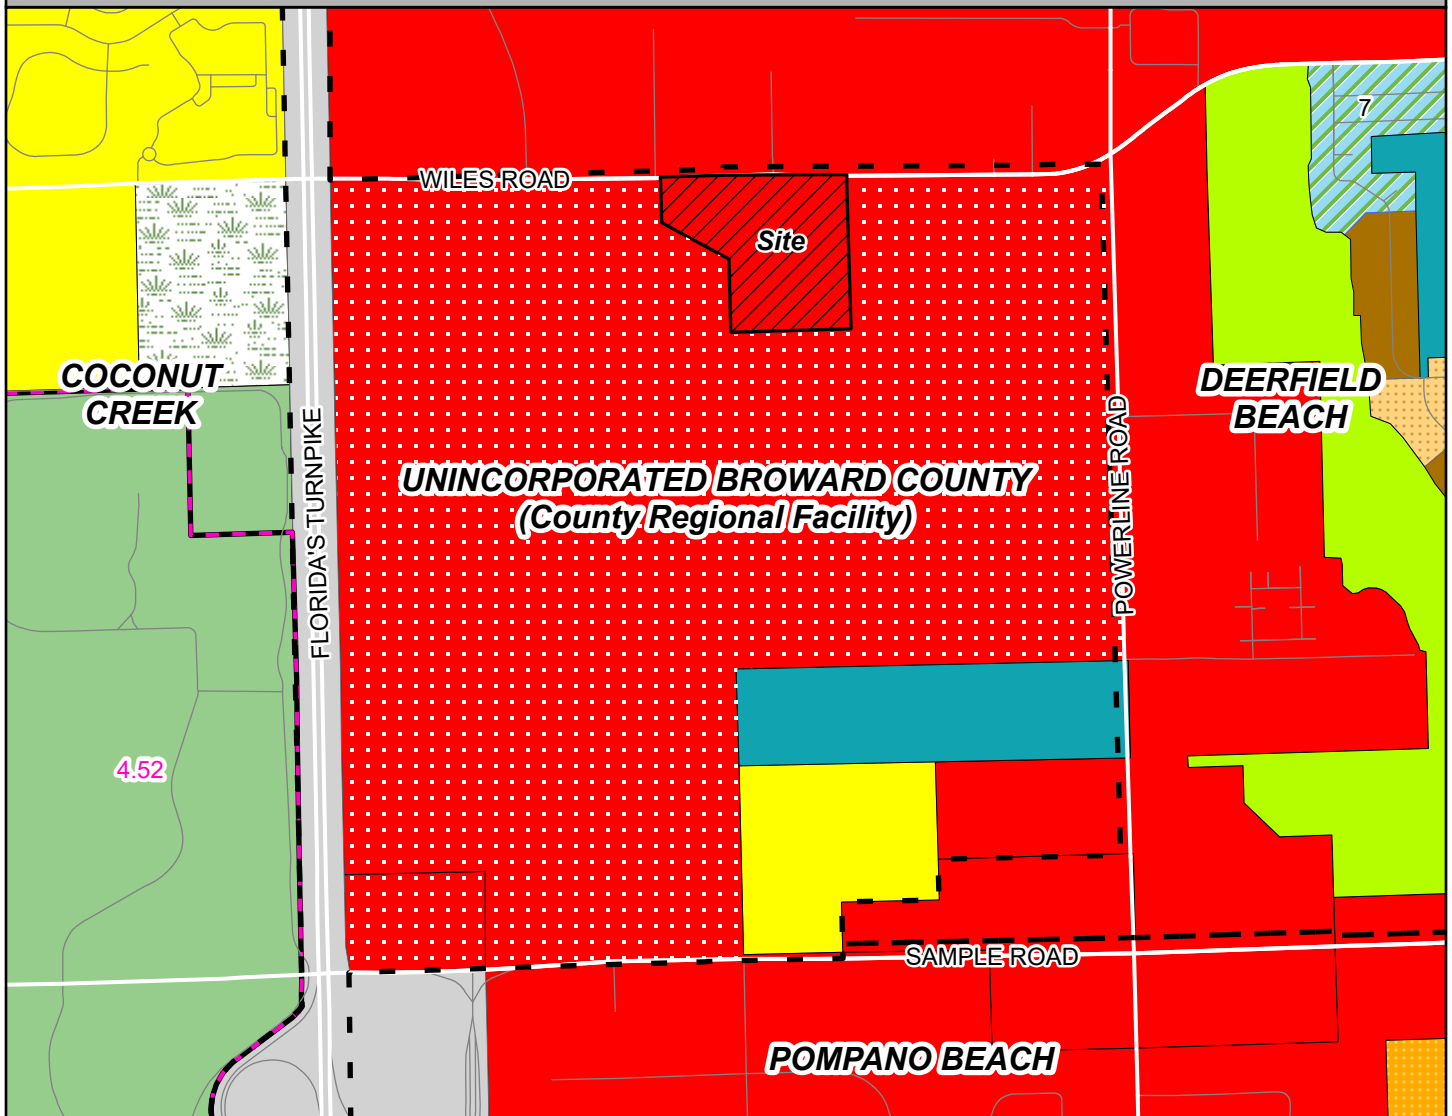 7
WILES ROAD
Site
COCONUT
CREEK
DEERFIELD
BEACH
FLORIDA'S TURNPIKE
POWERLINE ROAD
UNINCORPORATED BROWARD COUNTY
(County Regional Facility)
4.52
SAMPLE ROAD
POMPANO BEACH